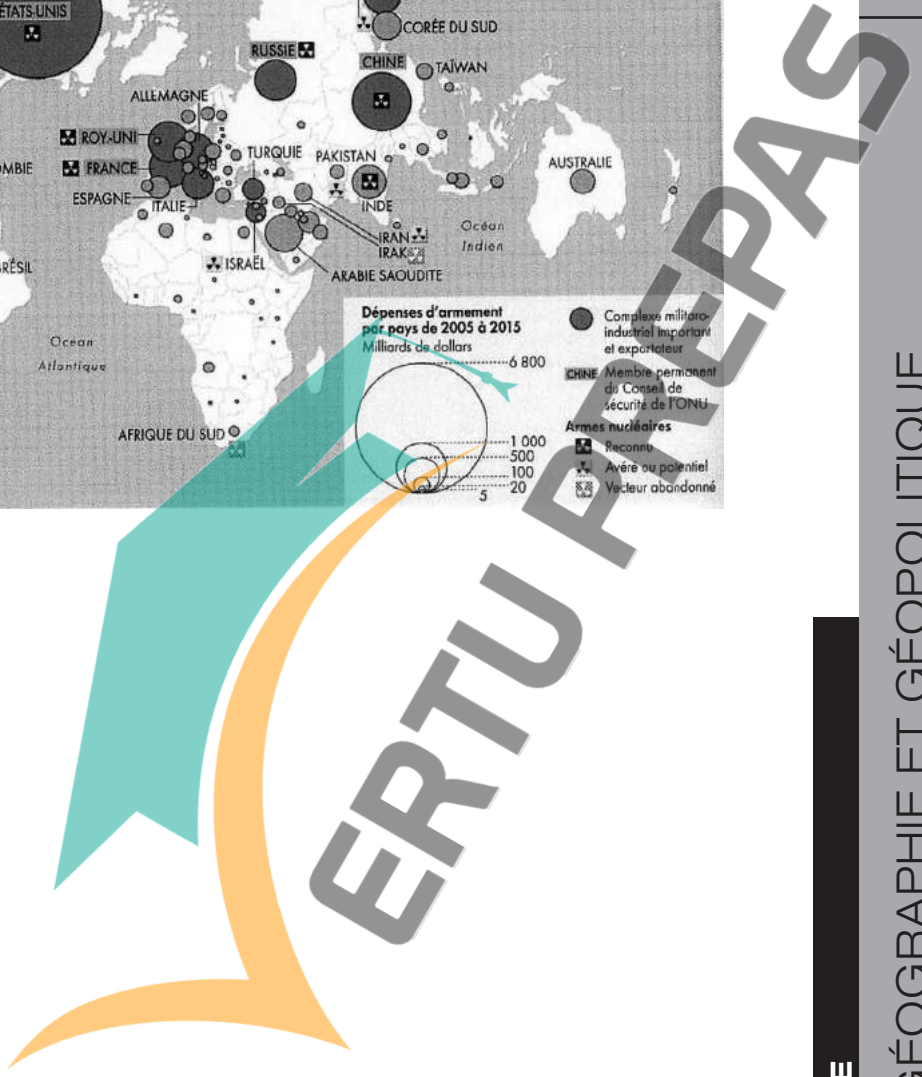 ÉTATS-UNIS
CORÉE DU SUD
RUSSIE
CHINE
TAÏWAN
ALLEMAGNE
ROY.-UNI
TURQUIE
PAKISTAN
AUSTRALIE
OMBIE
FRANCE
ESPAGNE
ITALIE
INDE
Océan
Indien
IRAN
IRAK
RÉSIL
ISRAËL
ARABIE SAOUDITE
Océan
Atlantique
AFRIQUE DU SUD
Dépenses d'armement
par pays de 2005 à 2015
Milliards de dollars
6 800
1 000
500
100
20
5
Complexe militaro-
industriel important
et exportateur
CHINE Membre permanent
du Conseil de
sécurité de l'ONU
Armes nucléaires
Reconnu
Avéré ou potentiel
Vecteur abandonné
ERTU PREPAS
GÉOGRAPHIE ET GÉOPOLITIQUE
E